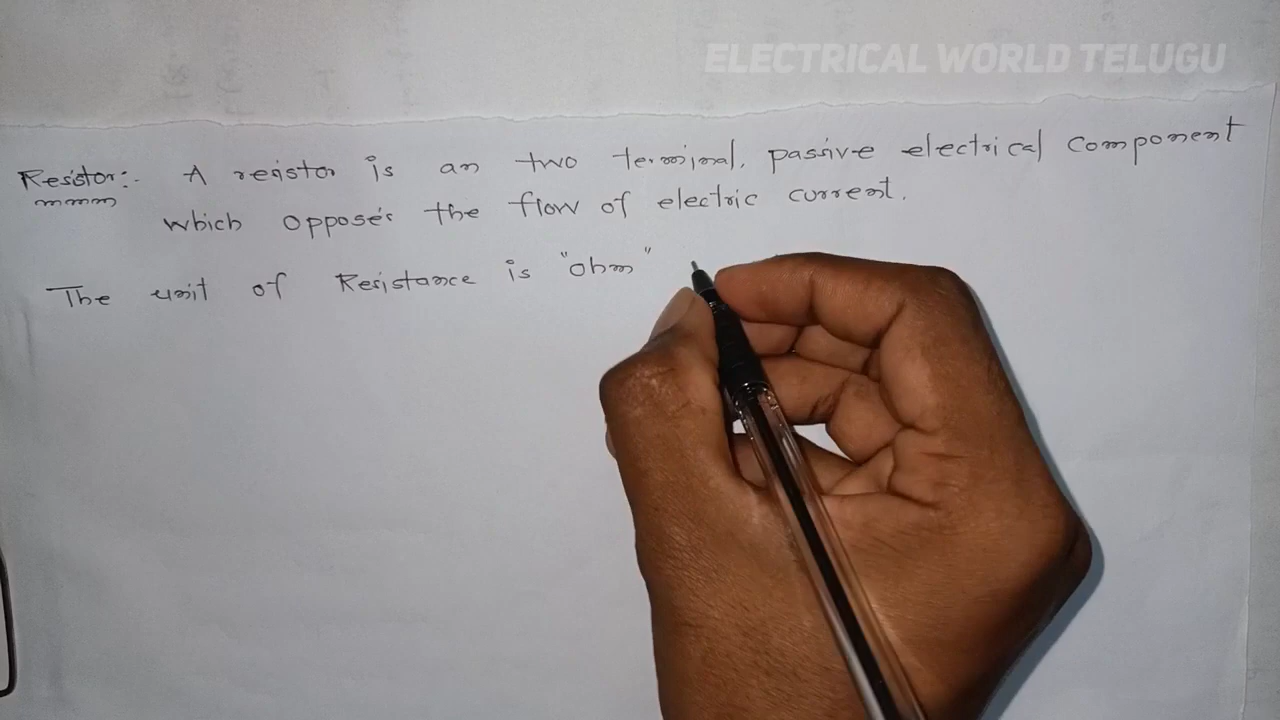 ELECTRICAL WORLD TELUGU
Resistor:- A reistor is an two terminal, passive electrical component
which opposes the flow of electric current.
The unit of Resistance is "ohm"